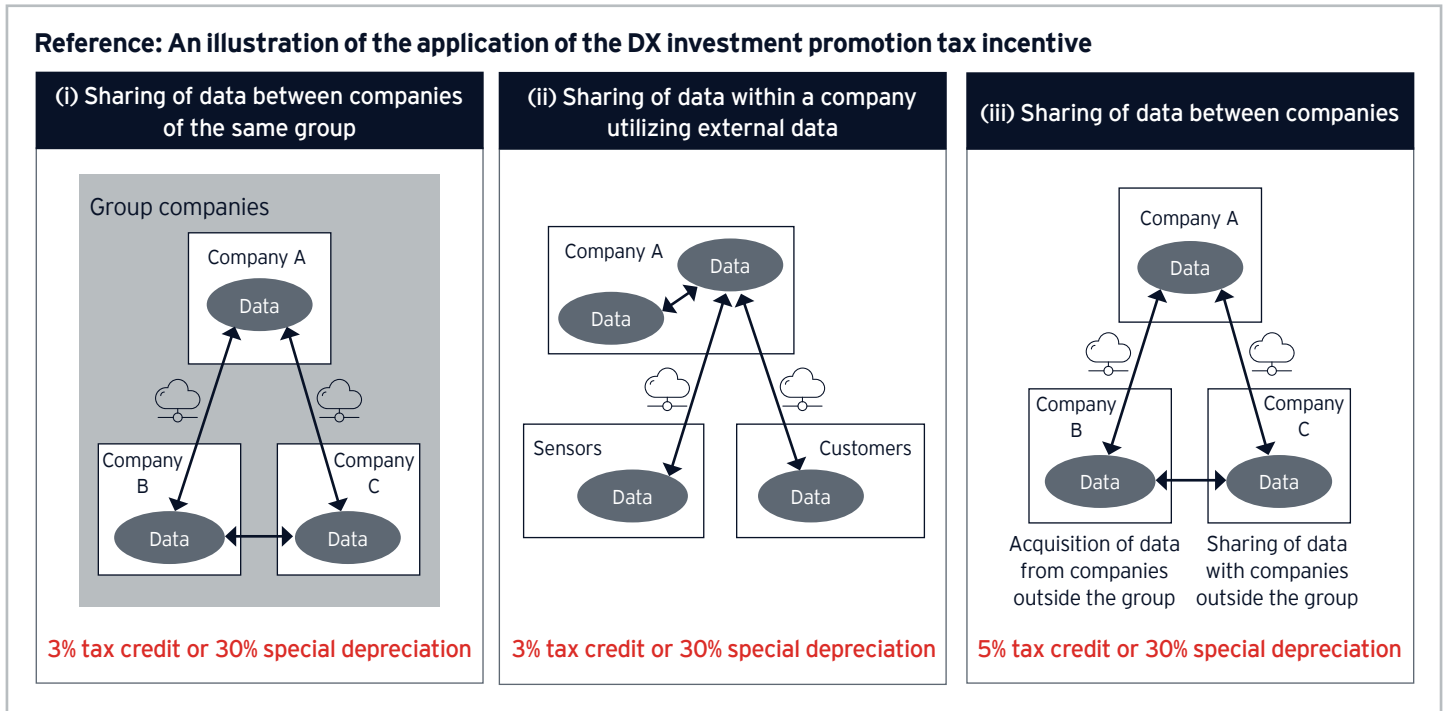 Reference: An illustration of the application of the DX investment promotion tax incentive
(i) Sharing of data between companies
of the same group
Group companies
Company A
Data
Company
B
Data
Company
C
Data
3% tax credit or 30% special depreciation
(ii) Sharing of data within a company
utilizing external data
Company A
Data
Data
Sensors
Data
Customers
Data
3% tax credit or 30% special depreciation
(iii) Sharing of data between companies
Company A
Data
Company
B
Data
Company
C
Data
Acquisition of data
from companies
outside the group
Sharing of data
with companies
outside the group
5% tax credit or 30% special depreciation